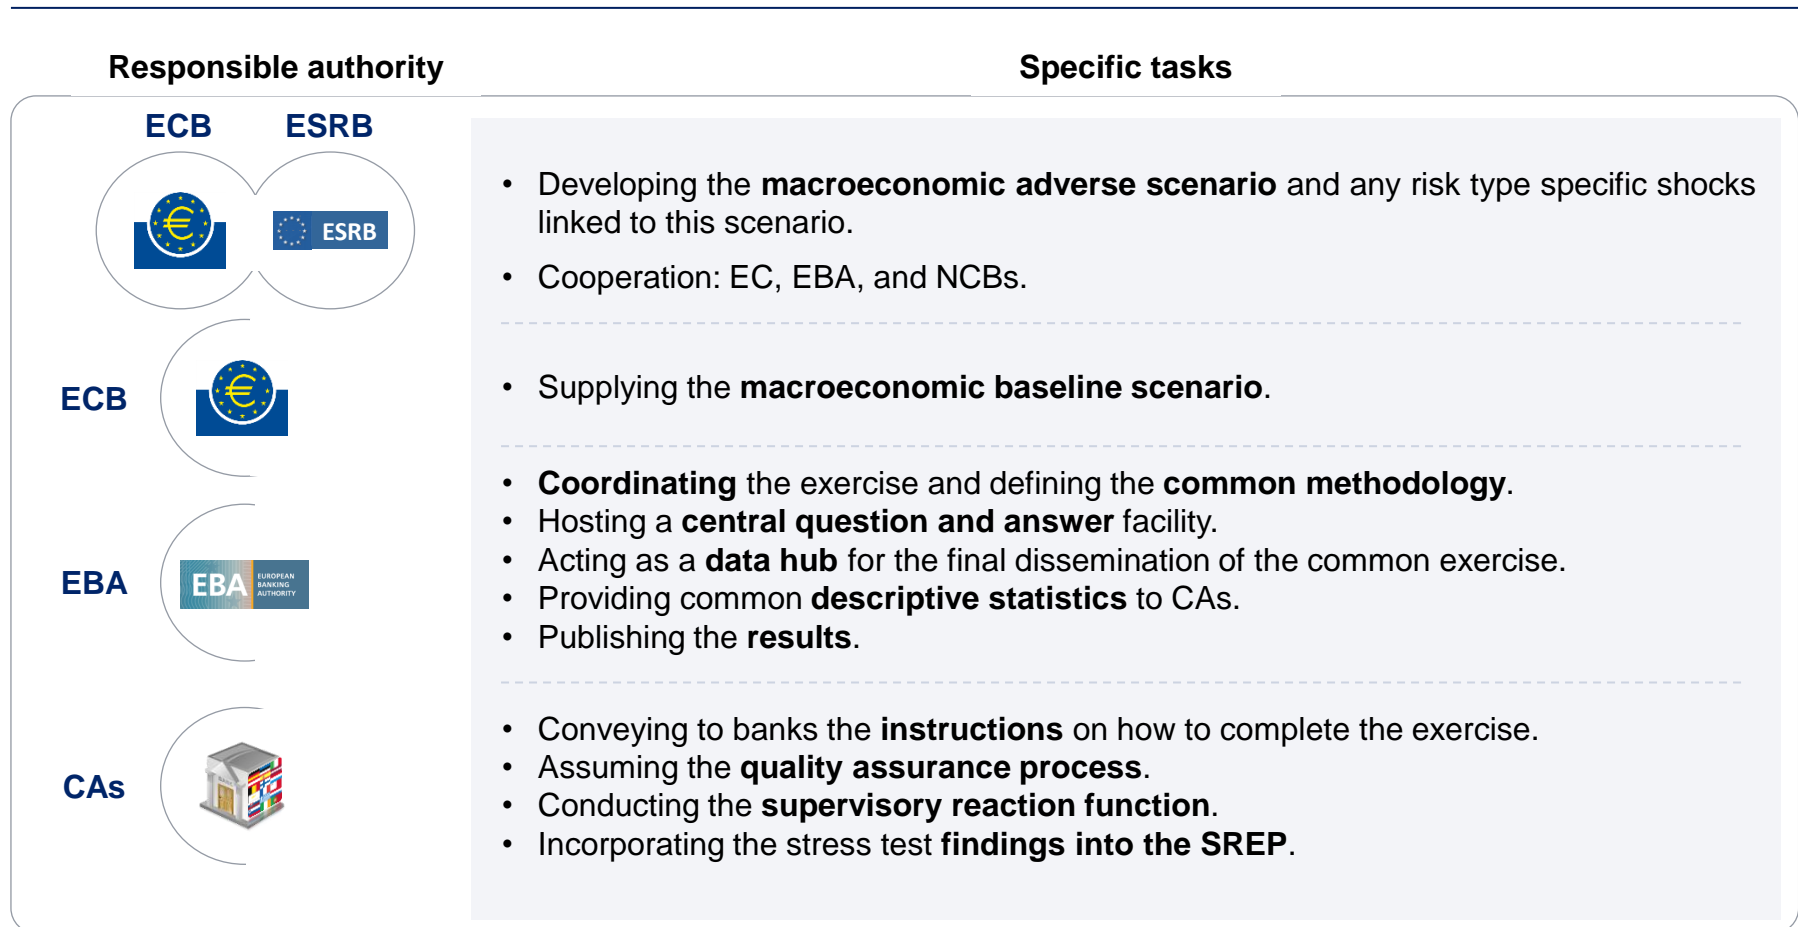 Responsible authority
Specific tasks
ECB ESRB
€
ESRB
• Developing the macroeconomic adverse scenario and any risk type specific shocks
linked to this scenario.
• Cooperation: EC, EBA, and NCBs.
ECB
€
• Supplying the macroeconomic baseline scenario.
EBA
EBA
EUROPEAN
BANKING
AUTHORITY
• Coordinating the exercise and defining the common methodology.
• Hosting a central question and answer facility.
• Acting as a data hub for the final dissemination of the common exercise.
• Providing common descriptive statistics to CAs.
• Publishing the results.
CAs
• Conveying to banks the instructions on how to complete the exercise.
• Assuming the quality assurance process.
• Conducting the supervisory reaction function.
• Incorporating the stress test findings into the SREP.